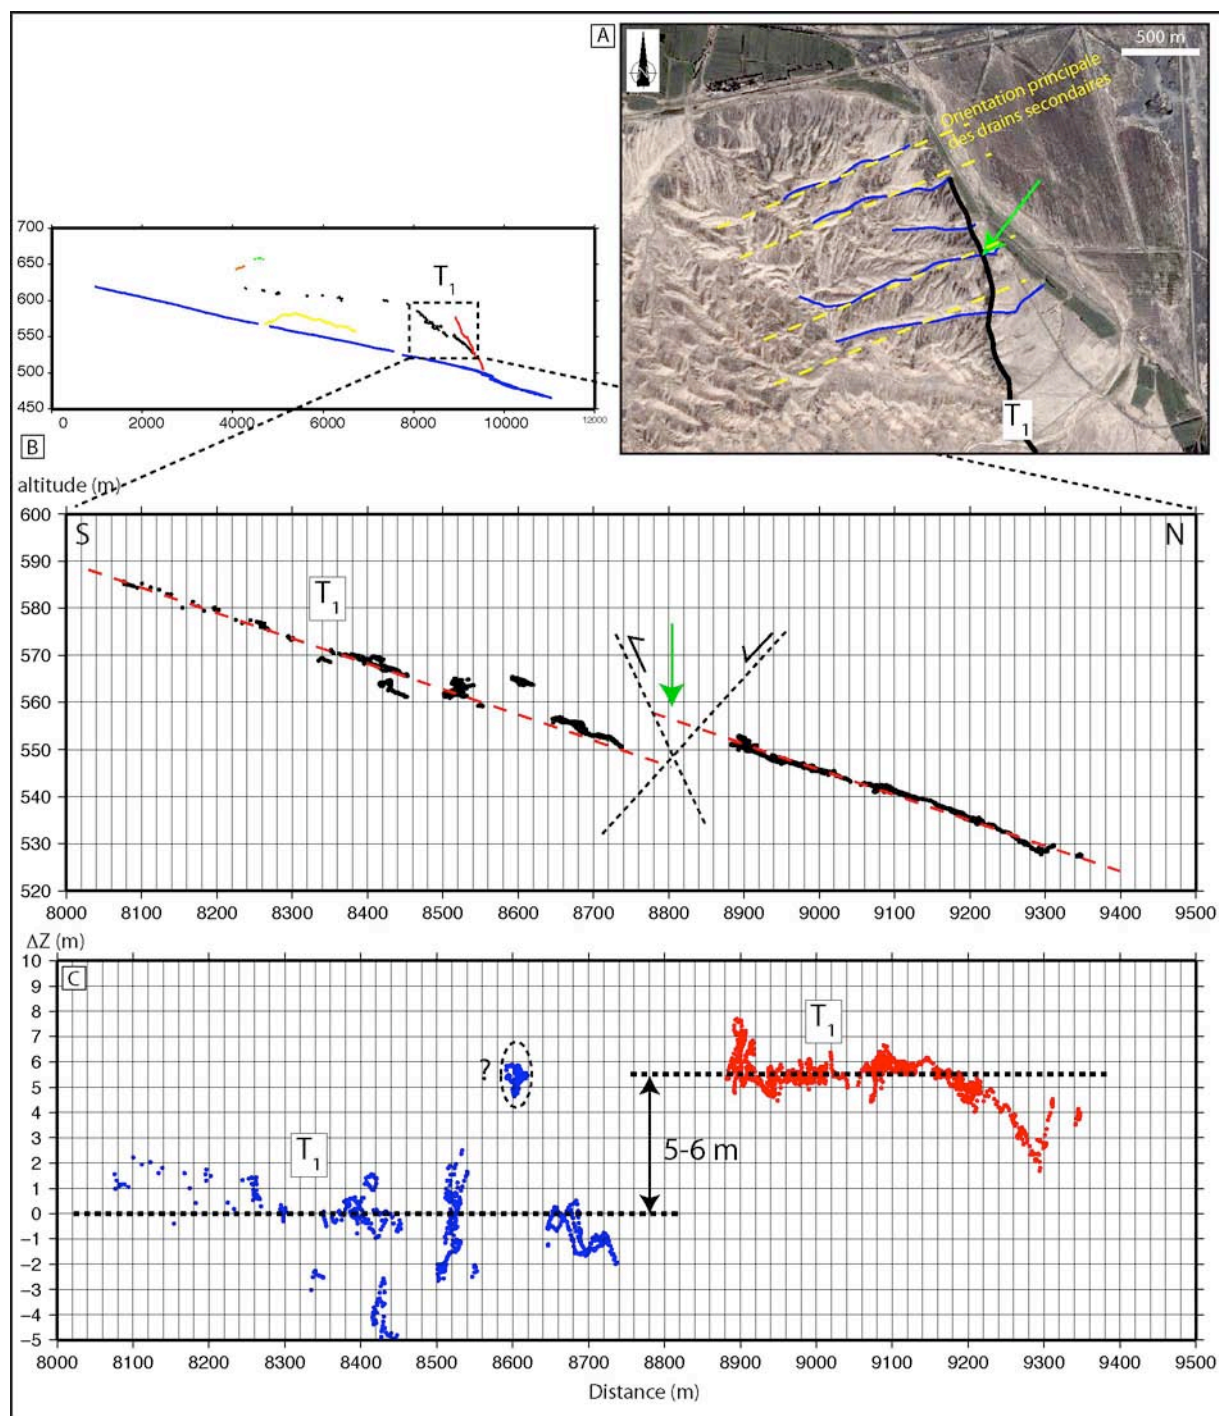 A
500 m
N
Orientation principale
des drains secondaires
T1
700
650
600
550
500
450
T1
0 2000 4000 6000 8000 10000 12000
B
altitude (m)
600
590
580
570
560
550
540
530
520
S
N
T1
8000 8100 8200 8300 8400 8500 8600 8700 8800 8900 9000 9100 9200 9300 9400 9500
ΔZ (m)
C
10
9
8
7
6
5
4
3
2
1
0
−1
−2
−3
−4
−5
T1
?
T1
5-6 m
8000 8100 8200 8300 8400 8500 8600 8700 8800 8900 9000 9100 9200 9300 9400 9500
Distance (m)